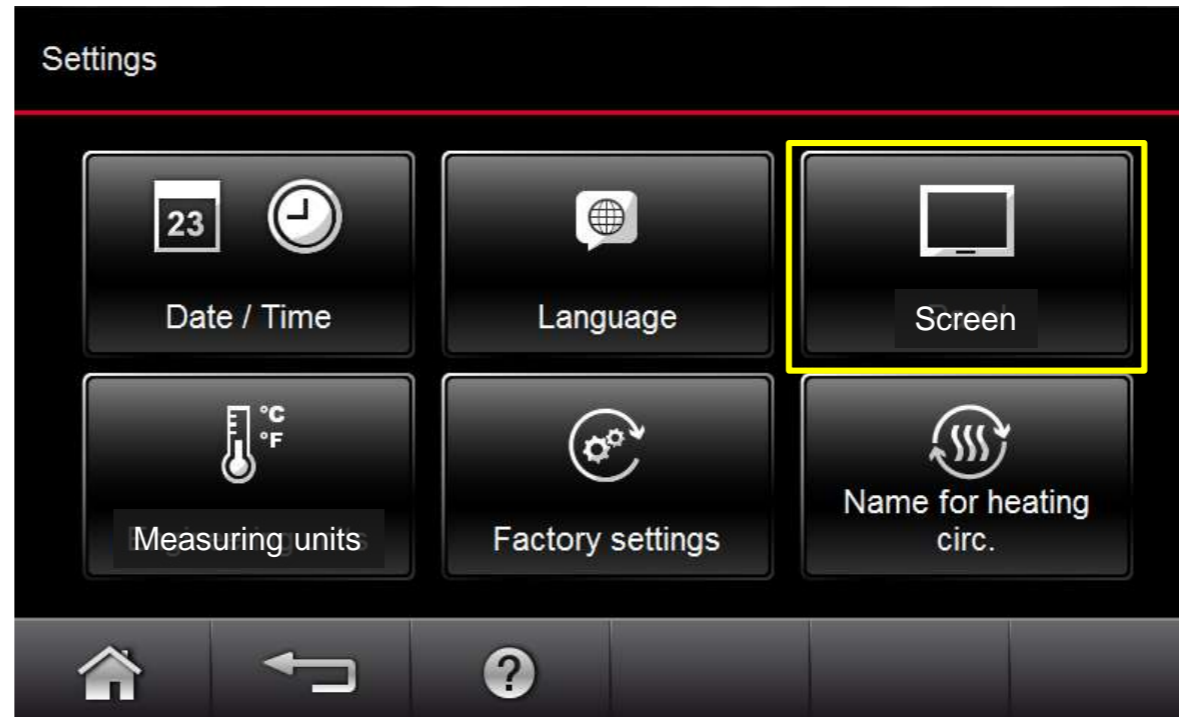 Settings
23
Date / Time
Language
Screen
°C
°F
Measuring units
Factory settings
Name for heating
circ.
?